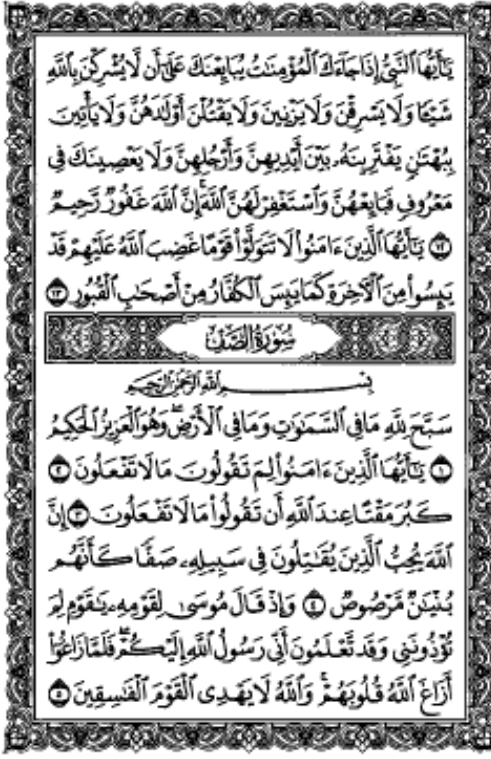 يَٰٓأَيُّهَا ٱلنَّبِىُّ إِذَا جَآءَكَ ٱلْمُؤْمِنَٰتُ يُبَايِعْنَكَ عَلَىٰٓ أَن لَّا يُشْرِكْنَ بِٱللَّهِ
شَيْـًٔا وَلَا يَسْرِقْنَ وَلَا يَزْنِينَ وَلَا يَقْتُلْنَ أَوْلَٰدَهُنَّ وَلَا يَأْتِينَ
بِبُهْتَٰنٍ يَفْتَرِينَهُۥ بَيْنَ أَيْدِيهِنَّ وَأَرْجُلِهِنَّ وَلَا يَعْصِينَكَ فِى
مَعْرُوفٍ فَبَايِعْهُنَّ وَٱسْتَغْفِرْ لَهُنَّ ٱللَّهَ إِنَّ ٱللَّهَ غَفُورٌ رَّحِيمٌ
١٢ يَٰٓأَيُّهَا ٱلَّذِينَ ءَامَنُوا۟ لَا تَتَوَلَّوْا۟ قَوْمًا غَضِبَ ٱللَّهُ عَلَيْهِمْ قَدْ
يَئِسُوا۟ مِنَ ٱلْءَاخِرَةِ كَمَا يَئِسَ ٱلْكُفَّارُ مِنْ أَصْحَٰبِ ٱلْقُبُورِ ١٣
سُورَةُ الصَّفِّ
بِسْمِ ٱللَّهِ ٱلرَّحْمَٰنِ ٱلرَّحِيمِ
سَبَّحَ لِلَّهِ مَا فِى ٱلسَّمَٰوَٰتِ وَمَا فِى ٱلْأَرْضِ ۖ وَهُوَ ٱلْعَزِيزُ ٱلْحَكِيمُ
١ يَٰٓأَيُّهَا ٱلَّذِينَ ءَامَنُوا۟ لِمَ تَقُولُونَ مَا لَا تَفْعَلُونَ ٢
كَبُرَ مَقْتًا عِندَ ٱللَّهِ أَن تَقُولُوا۟ مَا لَا تَفْعَلُونَ ٣ إِنَّ
ٱللَّهَ يُحِبُّ ٱلَّذِينَ يُقَٰتِلُونَ فِى سَبِيلِهِۦ صَفًّا كَأَنَّهُم
بُنْيَٰنٌ مَّرْصُوصٌ ٤ وَإِذْ قَالَ مُوسَىٰ لِقَوْمِهِۦ يَٰقَوْمِ لِمَ
تُؤْذُونَنِى وَقَد تَّعْلَمُونَ أَنِّى رَسُولُ ٱللَّهِ إِلَيْكُمْ ۖ فَلَمَّا زَاغُوٓا۟
أَزَاغَ ٱللَّهُ قُلُوبَهُمْ ۚ وَٱللَّهُ لَا يَهْدِى ٱلْقَوْمَ ٱلْفَٰسِقِينَ ٥